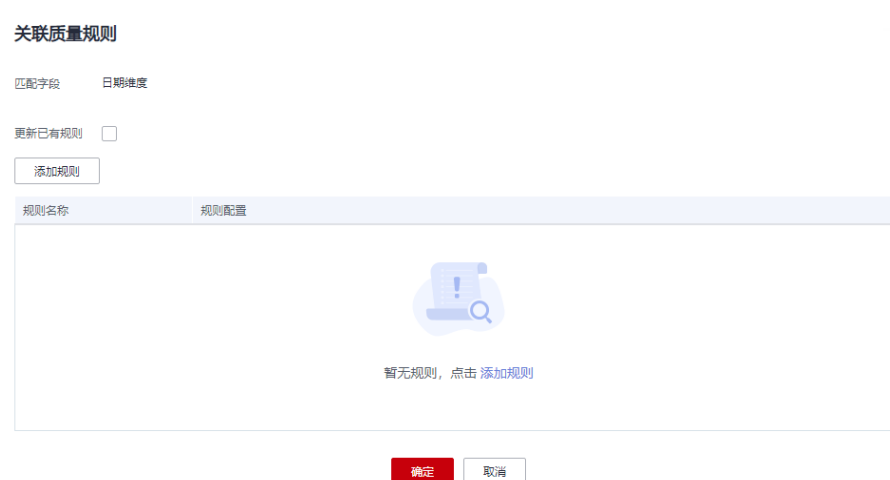 关联质量规则
匹配字段 日期维度
更新已有规则
添加规则
规则名称 规则配置
暂无规则，点击 添加规则
确定 取消